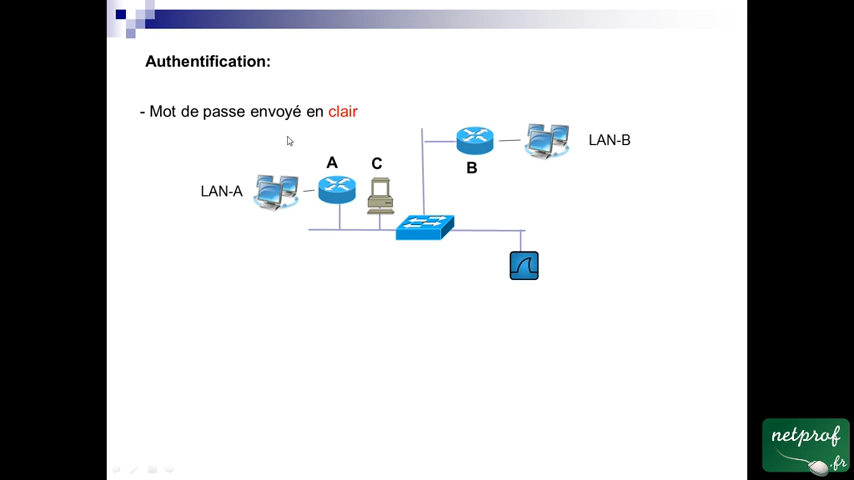 Authentification:
- Mot de passe envoyé en clair
LAN-B
A
C
B
LAN-A
netprof
.fr